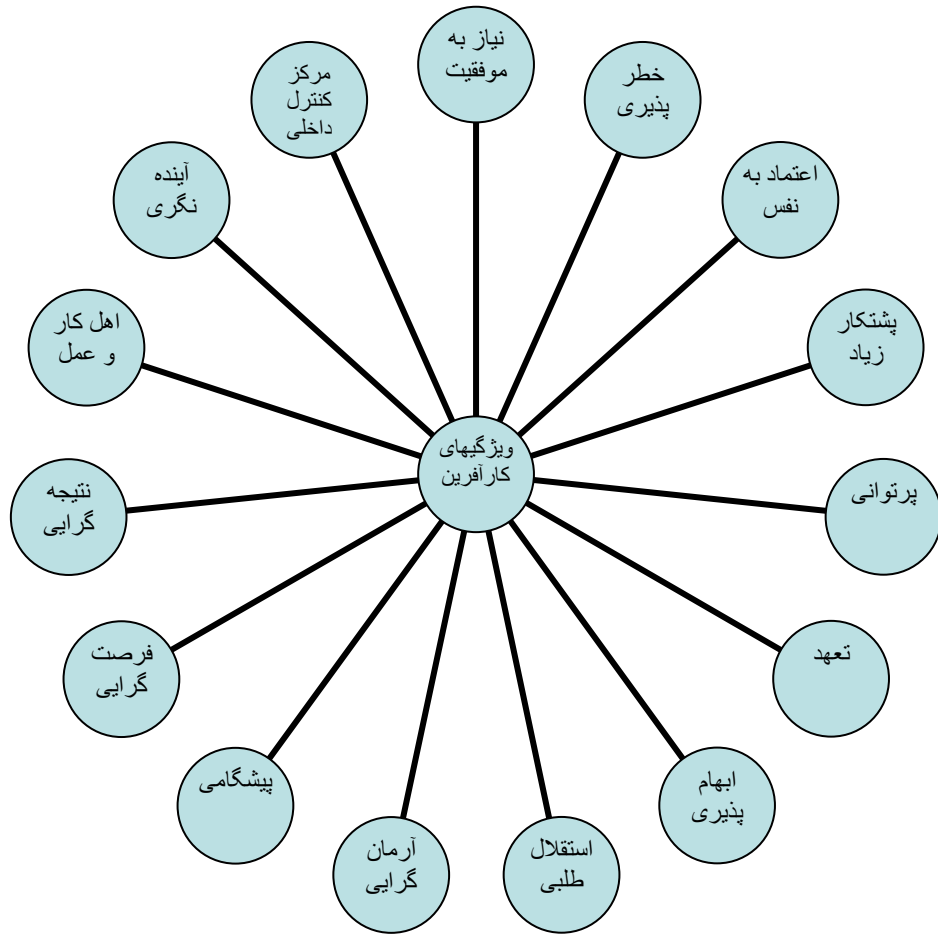 نیاز به
موفقیت
خطر
پذیری
اعتماد به
نفس
پشتکار
زیاد
پرتوانی
تعهد
ابهام
پذیری
استقلال
طلبی
آرمان
گرایی
پیشگامی
فرصت
گرایی
نتیجه
گرایی
اهل کار
و عمل
آینده
نگری
مرکز
کنترل
داخلی
ویژگیهای
کارآفرین